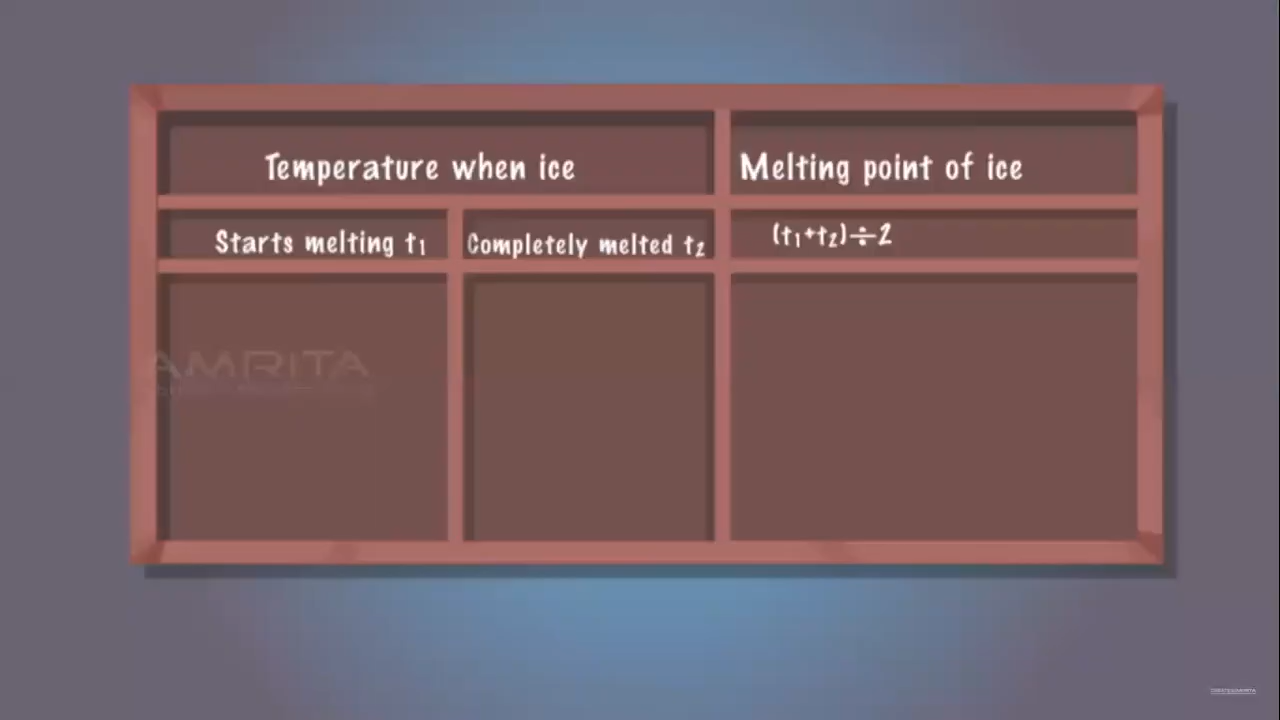 Temperature when ice
Melting point of ice
Starts melting t₁
Completely melted t₂
(t₁+t₂)÷2
AMRITA